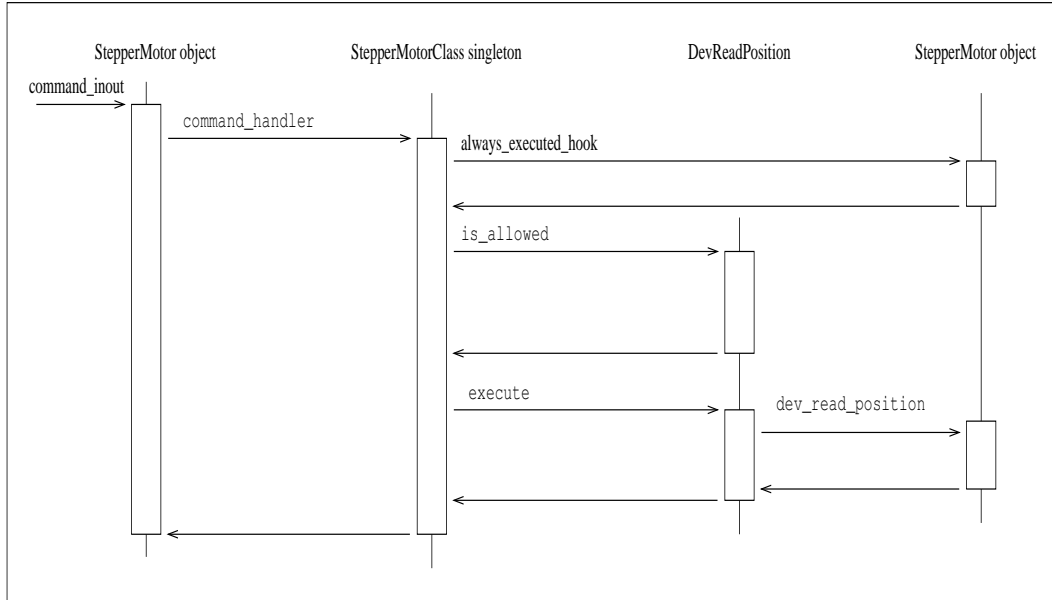 StepperMotor object
StepperMotorClass singleton
DevReadPosition
StepperMotor object
command_inout
command_handler
always_executed_hook
is_allowed
execute
dev_read_position